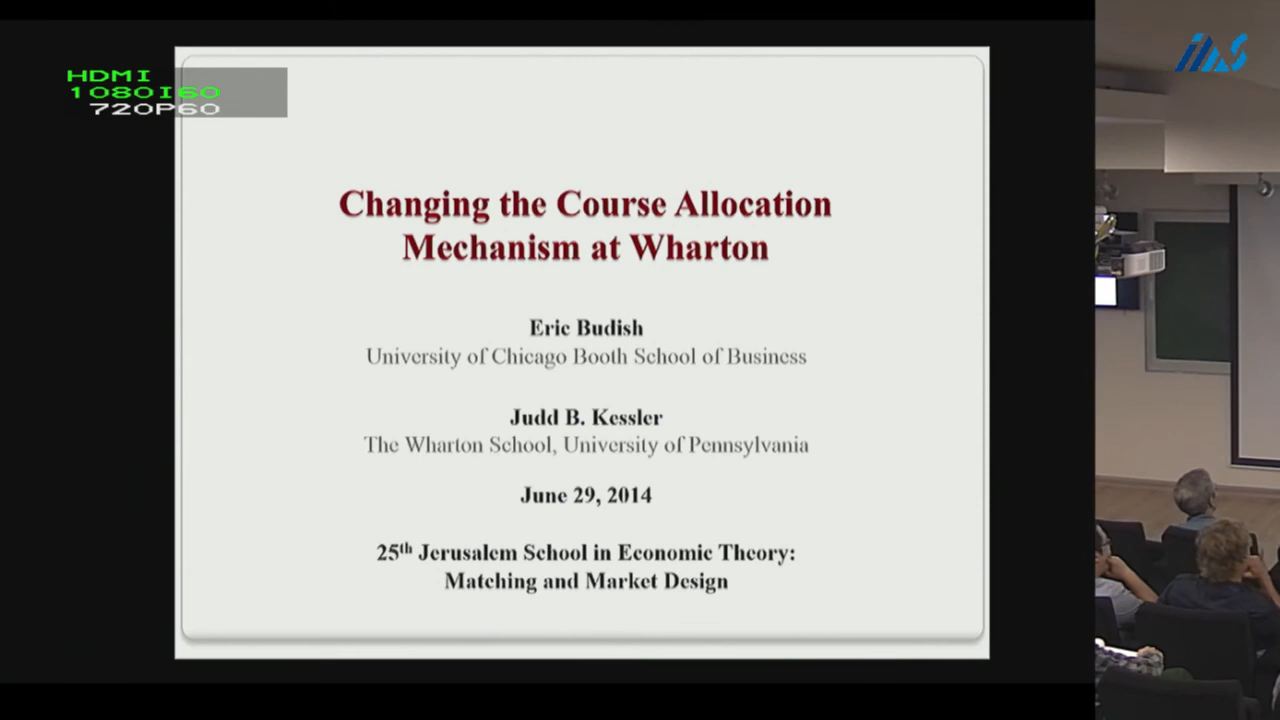 HDMI
1080I60
720P60
IIAS
Changing the Course Allocation
Mechanism at Wharton
Eric Budish
University of Chicago Booth School of Business
Judd B. Kessler
The Wharton School, University of Pennsylvania
June 29, 2014
25th Jerusalem School in Economic Theory:
Matching and Market Design